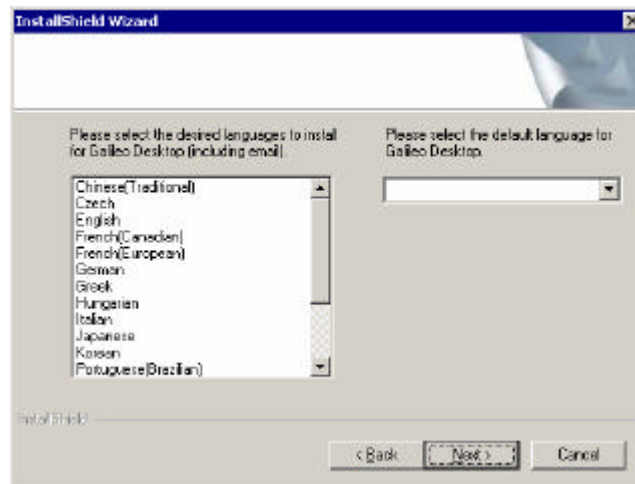 InstallShield Wizard
Please select the desired languages to install
for Galileo Desktop (including email).
Please select the default language for
Galileo Desktop.
Chinese(Traditional)
Czech
English
French(Canadian)
French(European)
German
Greek
Hungarian
Italian
Japanese
Korean
Portuguese(Brazilian)
InstallShield
< Back
Next >
Cancel